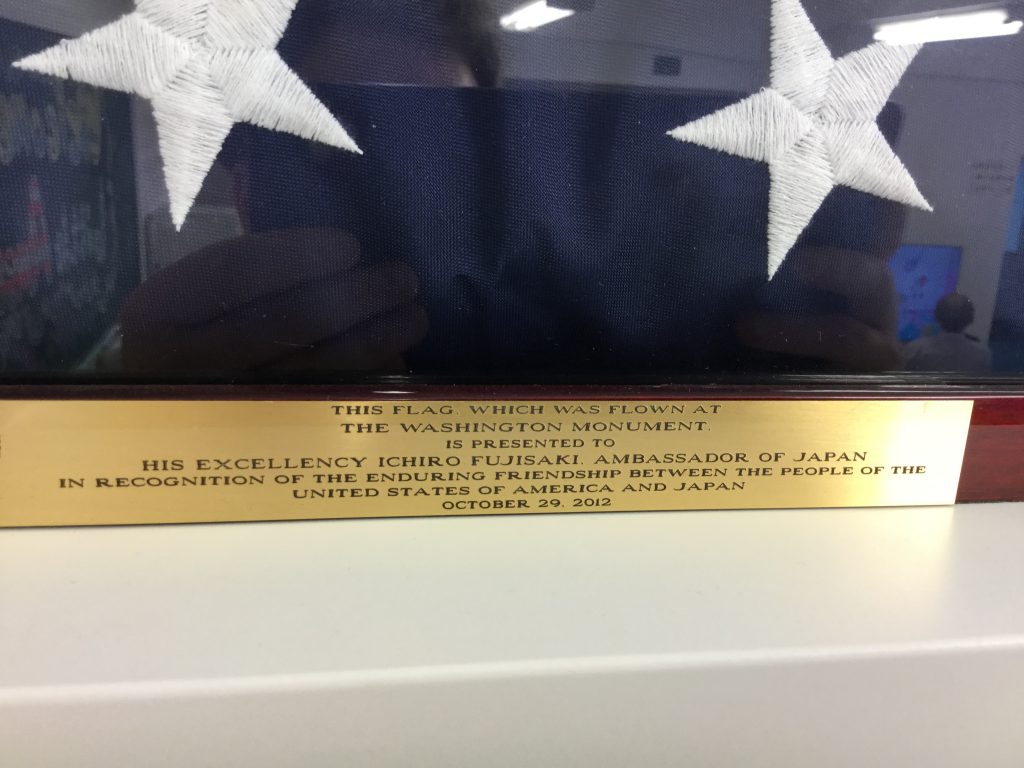 THIS FLAG, WHICH WAS FLOWN AT
THE WASHINGTON MONUMENT,
IS PRESENTED TO
HIS EXCELLENCY ICHIRO FUJISAKI, AMBASSADOR OF JAPAN
IN RECOGNITION OF THE ENDURING FRIENDSHIP BETWEEN THE PEOPLE OF THE
UNITED STATES OF AMERICA AND JAPAN
OCTOBER 29, 2012